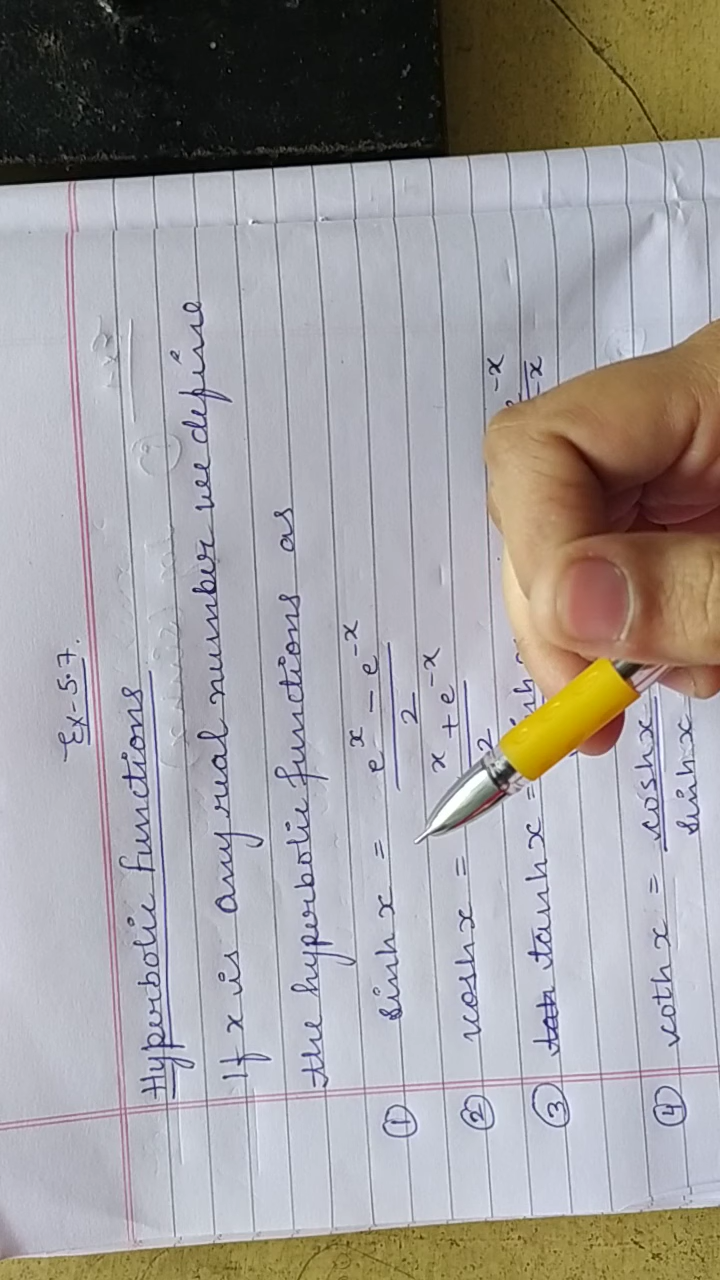 Ex-5.7.
Hyperbolic functions
If x is any real number we define
the hyperbolic functions as
① sinh x = e^x - e^-x / 2
② cosh x = e^x + e^-x / 2
③ tanh x =
④ coth x = cosh x / sinh x